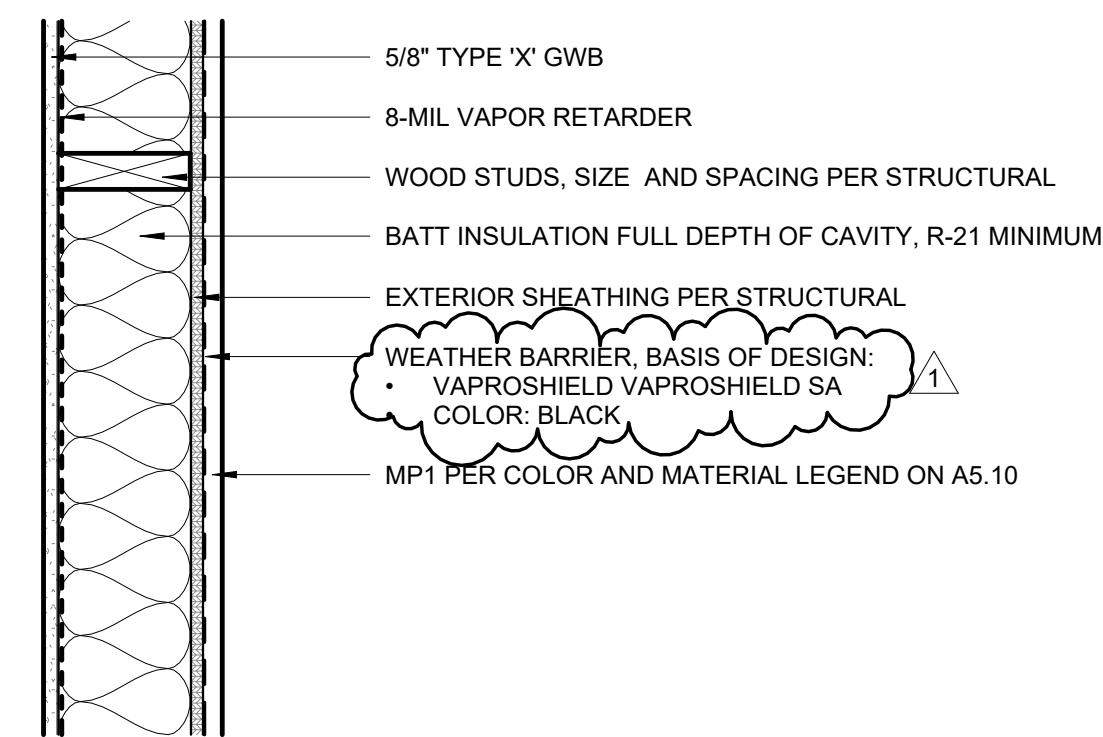 5/8" TYPE 'X' GWB
8-MIL VAPOR RETARDER
WOOD STUDS, SIZE AND SPACING PER STRUCTURAL
BATT INSULATION FULL DEPTH OF CAVITY, R-21 MINIMUM
EXTERIOR SHEATHING PER STRUCTURAL
WEATHER BARRIER, BASIS OF DESIGN:
• VAPROSHIELD VAPROSHIELD SA
• COLOR: BLACK
1
MP1 PER COLOR AND MATERIAL LEGEND ON A5.10